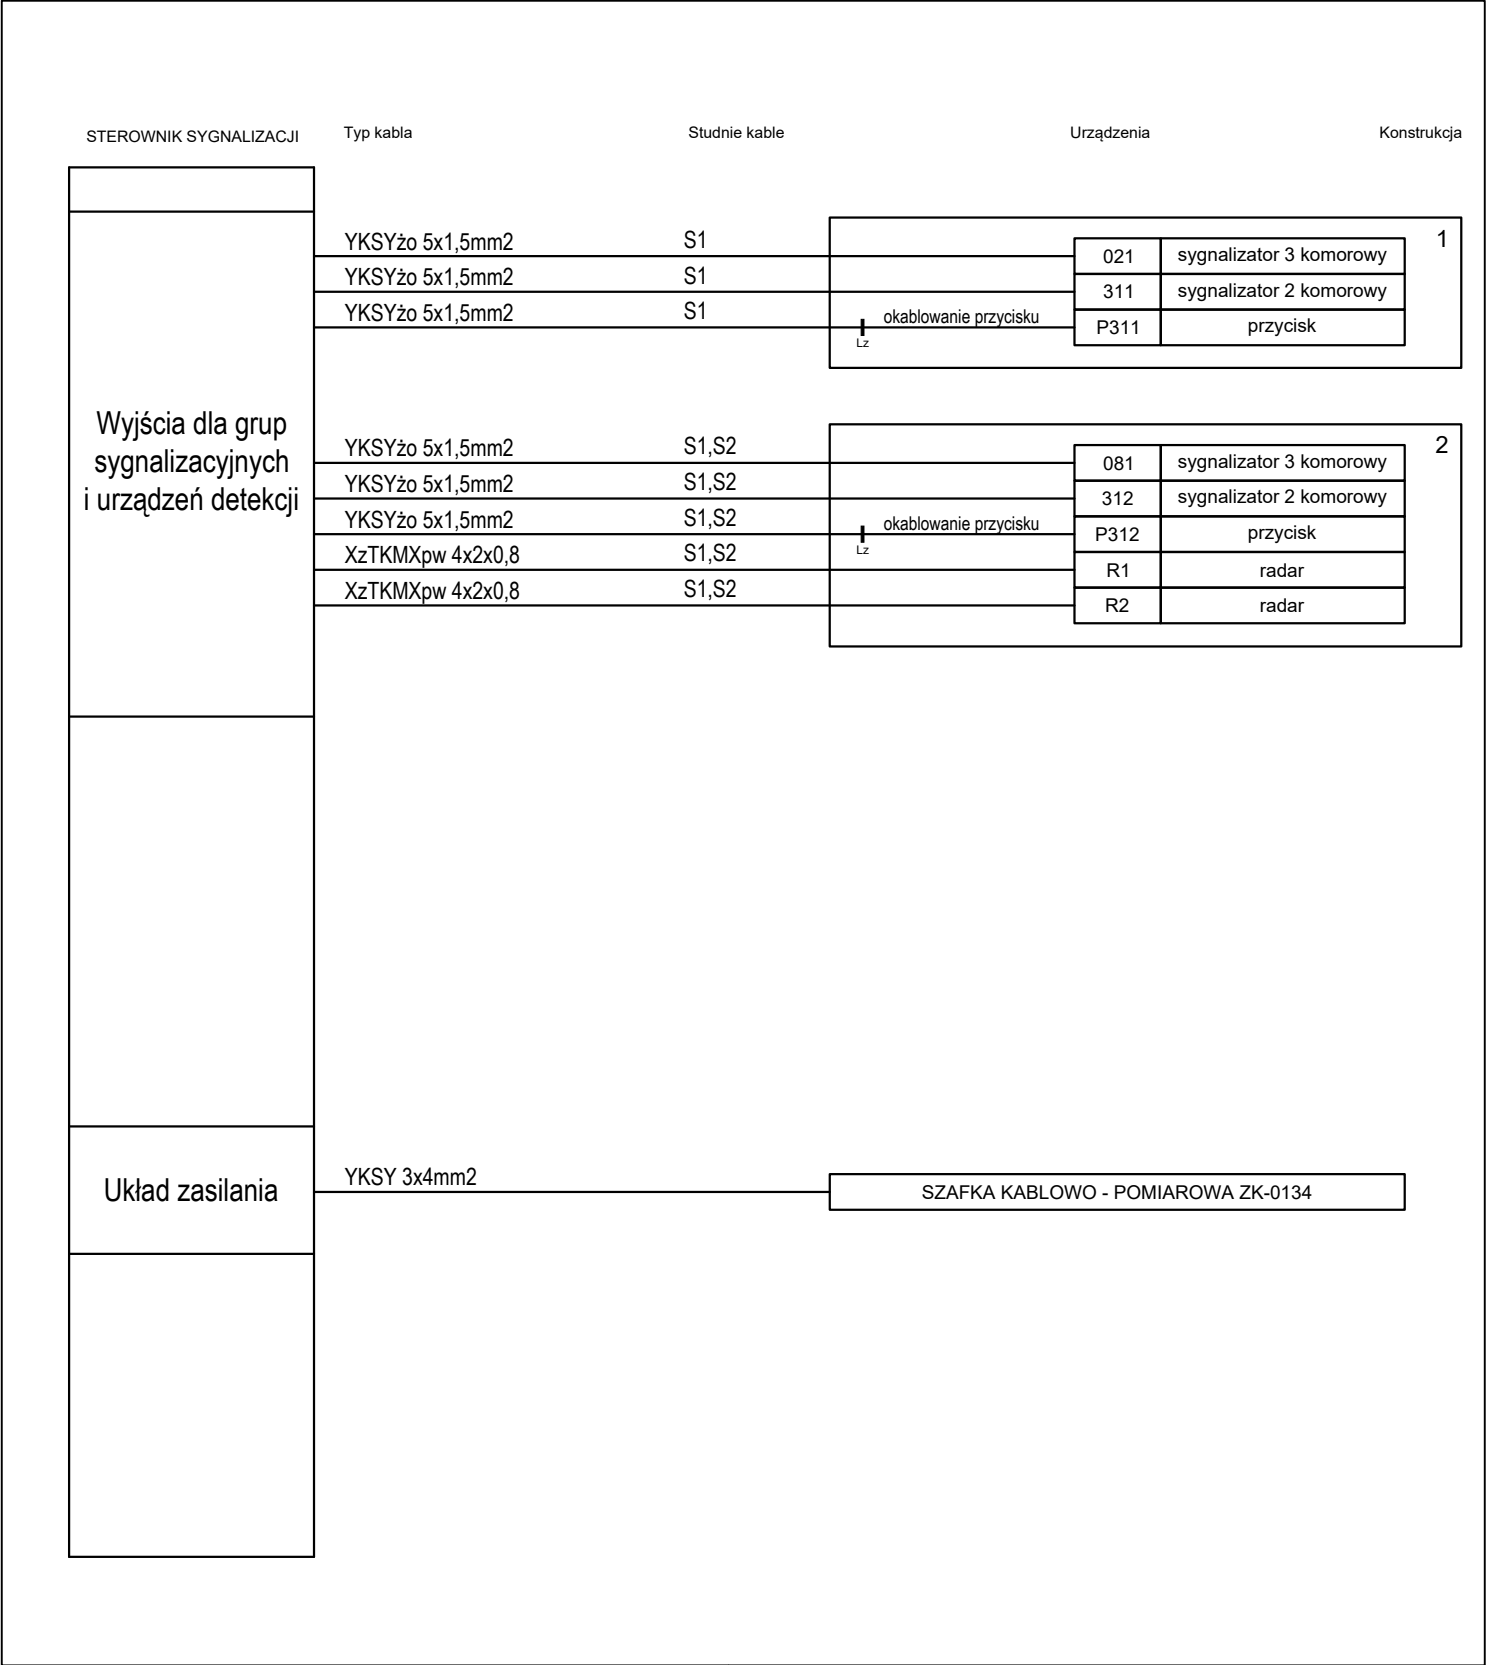 STEROWNIK SYGNALIZACJI Typ kabla Studnie kable Urządzenia Konstrukcja
YKSYżo 5x1,5mm2 S1 021 sygnalizator 3 komorowy 1
YKSYżo 5x1,5mm2 S1 311 sygnalizator 2 komorowy
YKSYżo 5x1,5mm2 S1 okablowanie przycisku P311 przycisk
Lz
Wyjścia dla grup
sygnalizacyjnych
i urządzeń detekcji
YKSYżo 5x1,5mm2 S1,S2 081 sygnalizator 3 komorowy 2
YKSYżo 5x1,5mm2 S1,S2 312 sygnalizator 2 komorowy
YKSYżo 5x1,5mm2 S1,S2 okablowanie przycisku P312 przycisk
Lz
XzTKMXpw 4x2x0,8 S1,S2 R1 radar
XzTKMXpw 4x2x0,8 S1,S2 R2 radar
Układ zasilania YKSY 3x4mm2 SZAFKA KABLOWO - POMIAROWA ZK-0134